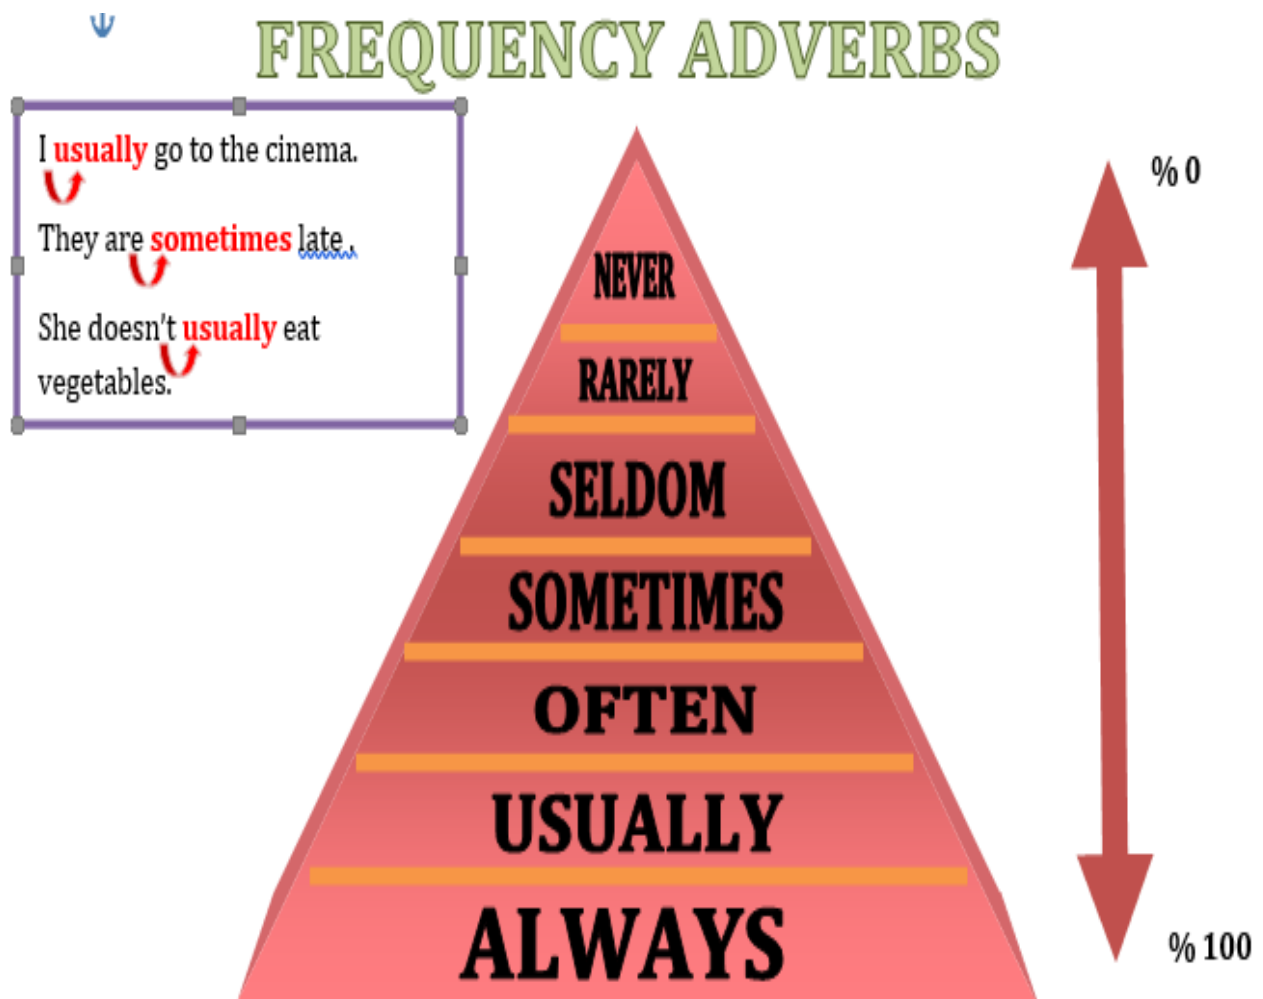 FREQUENCY ADVERBS
I usually go to the cinema.
They are sometimes late .
She doesn’t usually eat
vegetables.
% 0
NEVER
RARELY
SELDOM
SOMETIMES
OFTEN
USUALLY
ALWAYS
% 100